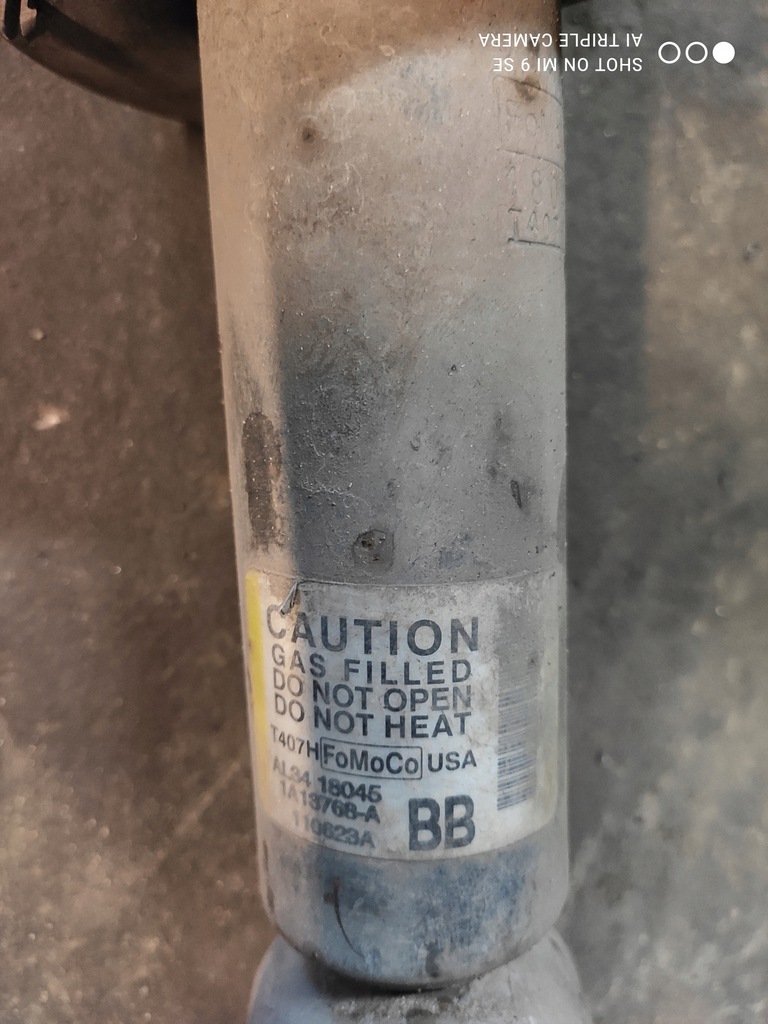 SHOT ON MI 9 SE
AI TRIPLE CAMERA
CAUTION
GAS FILLED
DO NOT OPEN
DO NOT HEAT
T407H FoMoCo USA
AL34 18045
1A13768-A
110623A
BB